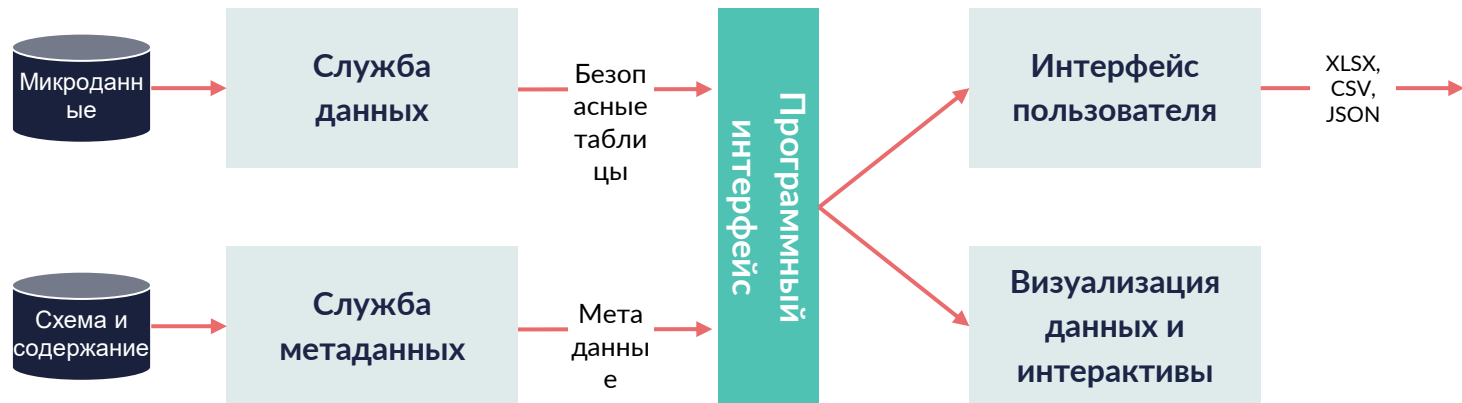 Микроданн
ые
Служба
данных
Безоп
асные
табли
цы
Программный
интерфейс
Интерфейс
пользователя
XLSX,
CSV,
JSON
Схема и
содержание
Служба
метаданных
Мета
данны
е
Визуализация
данных и
интерактивы